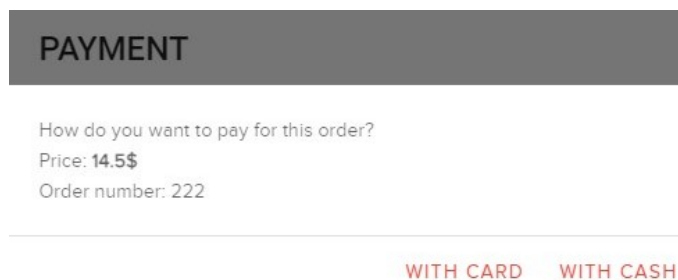 PAYMENT
How do you want to pay for this order?
Price: 14.5$
Order number: 222
WITH CARD WITH CASH